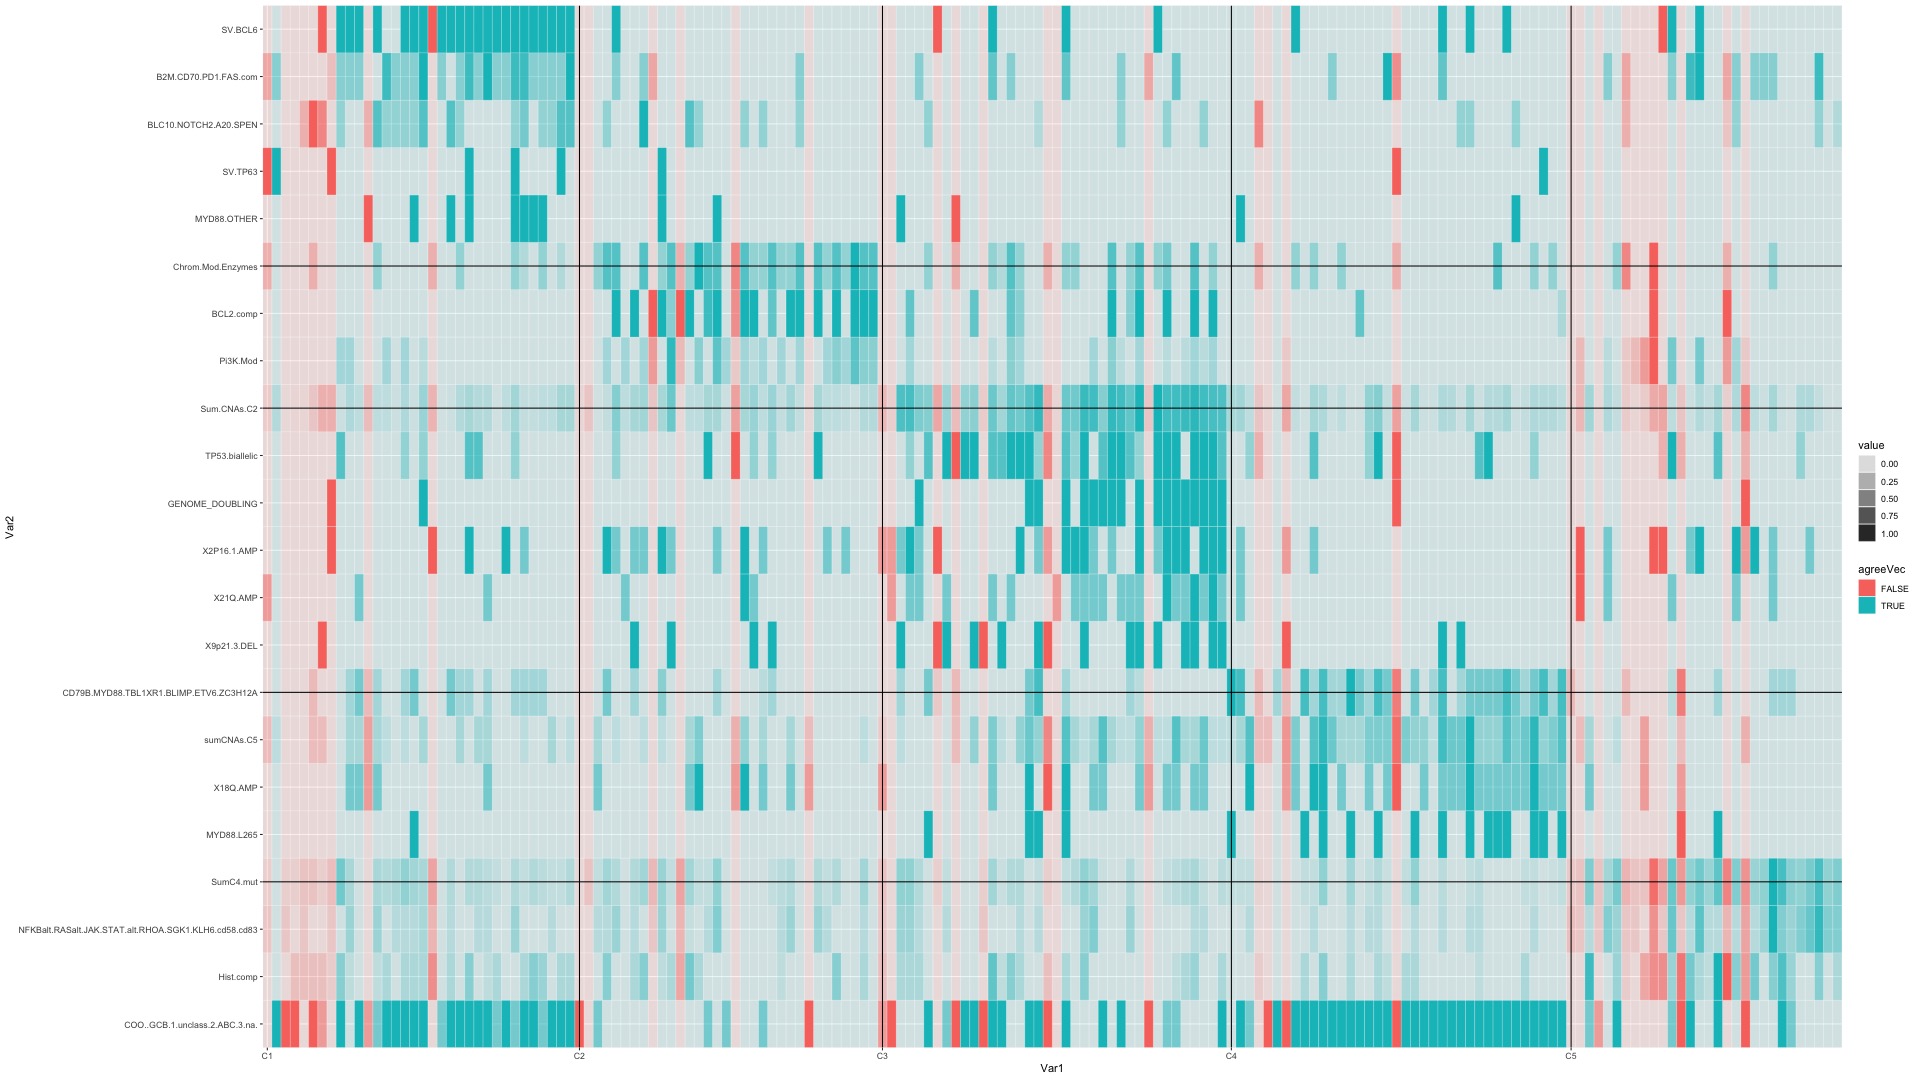 SV.BCL6
B2M.CD70.PD1.FAS.com
BLC10.NOTCH2.A20.SPEN
SV.TP63
MYD88.OTHER
Chrom.Mod.Enzymes
BCL2.comp
Pi3K.Mod
Sum.CNAs.C2
TP53.biallelic
GENOME_DOUBLING
X2P16.1.AMP
X21Q.AMP
X9p21.3.DEL
CD79B.MYD88.TBL1XR1.BLIMP.ETV6.ZC3H12A
sumCNAs.C5
X18Q.AMP
MYD88.L265
SumC4.mut
NFKBalt.RASalt.JAK.STAT.alt.RHOA.SGK1.KLH6.cd58.cd83
Hist.comp
COO..GCB.1.unclass.2.ABC.3.na.
Var2
C1 C2 C3 C4 C5
Var1
value
0.00
0.25
0.50
0.75
1.00
agreeVec
FALSE
TRUE